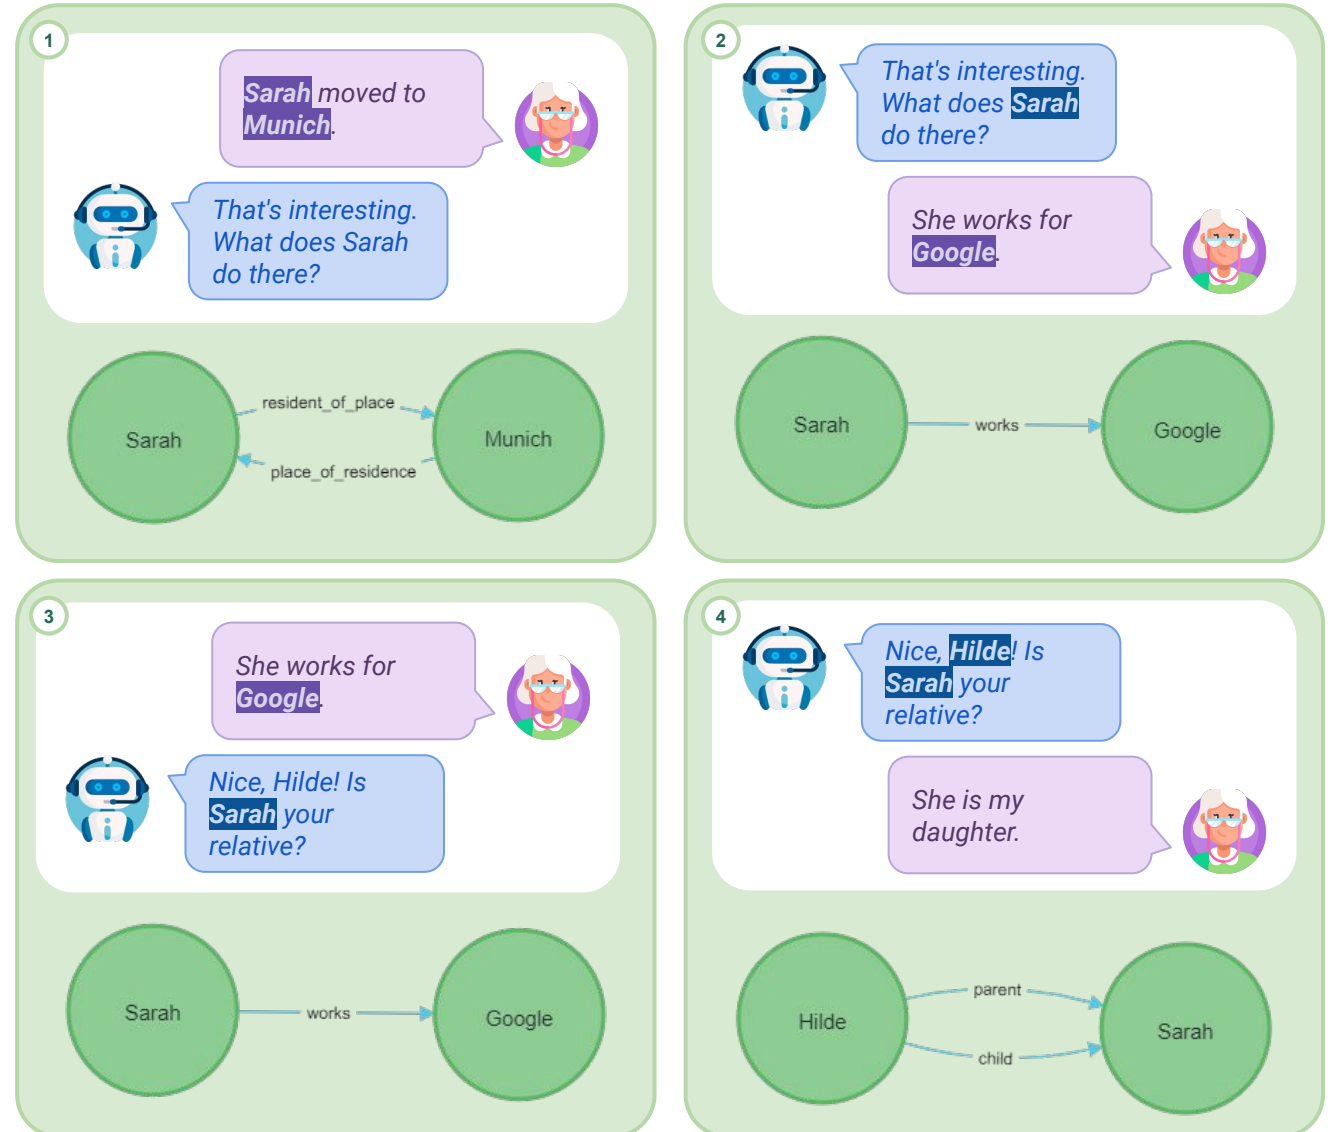 1
Sarah moved to
Munich.
That's interesting.
What does Sarah
do there?
Sarah
resident_of_place
place_of_residence
Munich
2
That's interesting.
What does Sarah
do there?
She works for
Google.
Sarah
works
Google
3
She works for
Google.
Nice, Hilde! Is
Sarah your
relative?
Sarah
works
Google
4
Nice, Hilde! Is
Sarah your
relative?
She is my
daughter.
Hilde
parent
child
Sarah